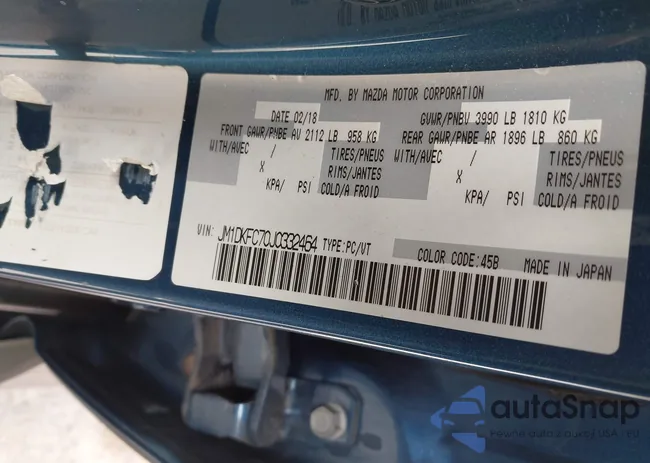 MFD. BY MAZDA MOTOR CORPORATION
DATE 02/18
GVWR/PNBV 3990 LB 1810 KG
FRONT GAWR/PNBE AV 2112 LB 958 KG
REAR GAWR/PNBE AR 1896 LB 860 KG
WITH/AVEC / TIRES/PNEUS WITH/AVEC / TIRES/PNEUS
X RIMS/JANTES X RIMS/JANTES
KPA/ PSI COLD/A FROID KPA/ PSI COLD/A FROID
VIN: JM1DKFC70J0332464 TYPE:PC/VT COLOR CODE:45B MADE IN JAPAN
autoSnap